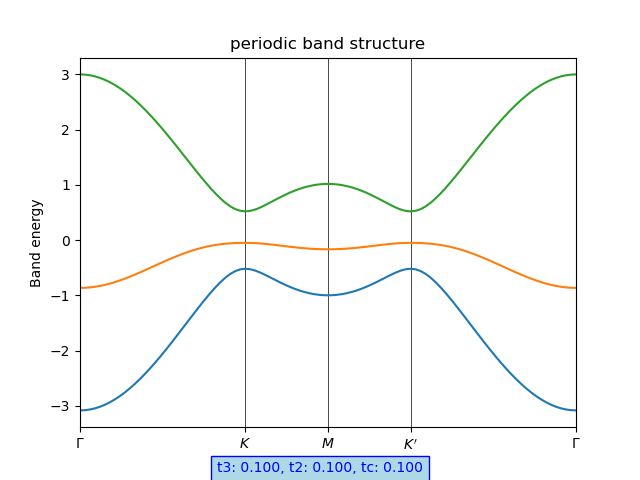 periodic band structure
Band energy
3
2
1
0
−1
−2
−3
Γ K M K′ Γ
t3: 0.100, t2: 0.100, tc: 0.100